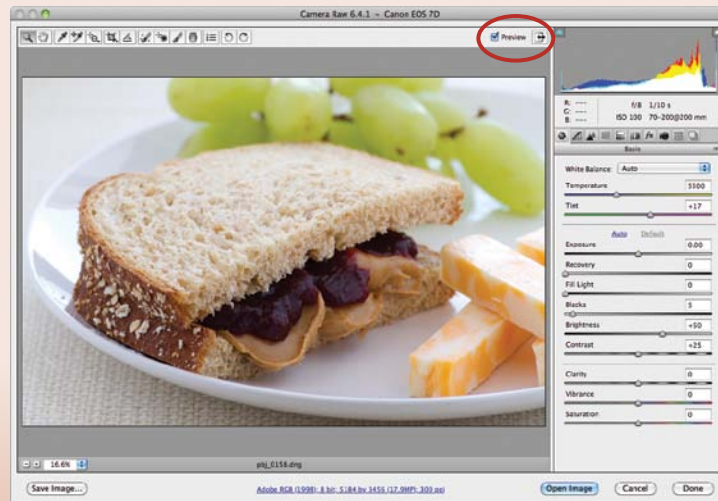 Camera Raw 6.4.1 – Canon EOS 7D
Preview
R: ----
G: ----
B: ----
f/8 1/10 s
ISO 100 70-200@200 mm
Basic
White Balance: Auto
Temperature 5500
Tint +17
Auto Default
Exposure 0.00
Recovery 0
Fill Light 0
Blacks 5
Brightness +50
Contrast +25
Clarity 0
Vibrance 0
Saturation 0
16.6% pbj_0156.dng
Save Image... Adobe RGB (1998); 8 bit; 5184 by 3456 (17.9MP); 300 ppi Open Image Cancel Done